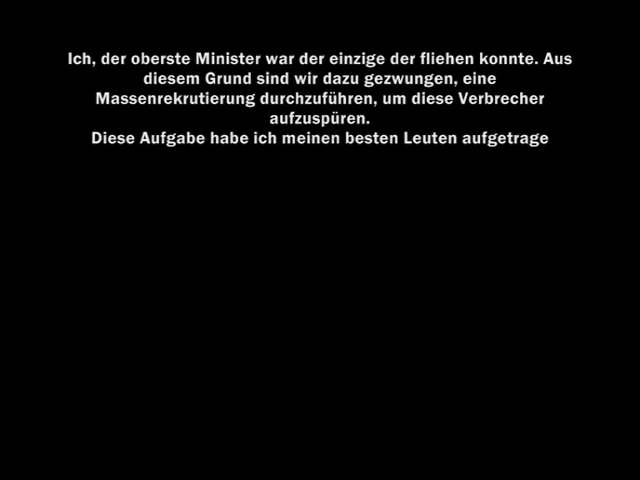 Ich, der oberste Minister war der einzige der fliehen konnte. Aus
diesem Grund sind wir dazu gezwungen, eine
Massenrekrutierung durchzuführen, um diese Verbrecher
aufzuspüren.
Diese Aufgabe habe ich meinen besten Leuten aufgetrage